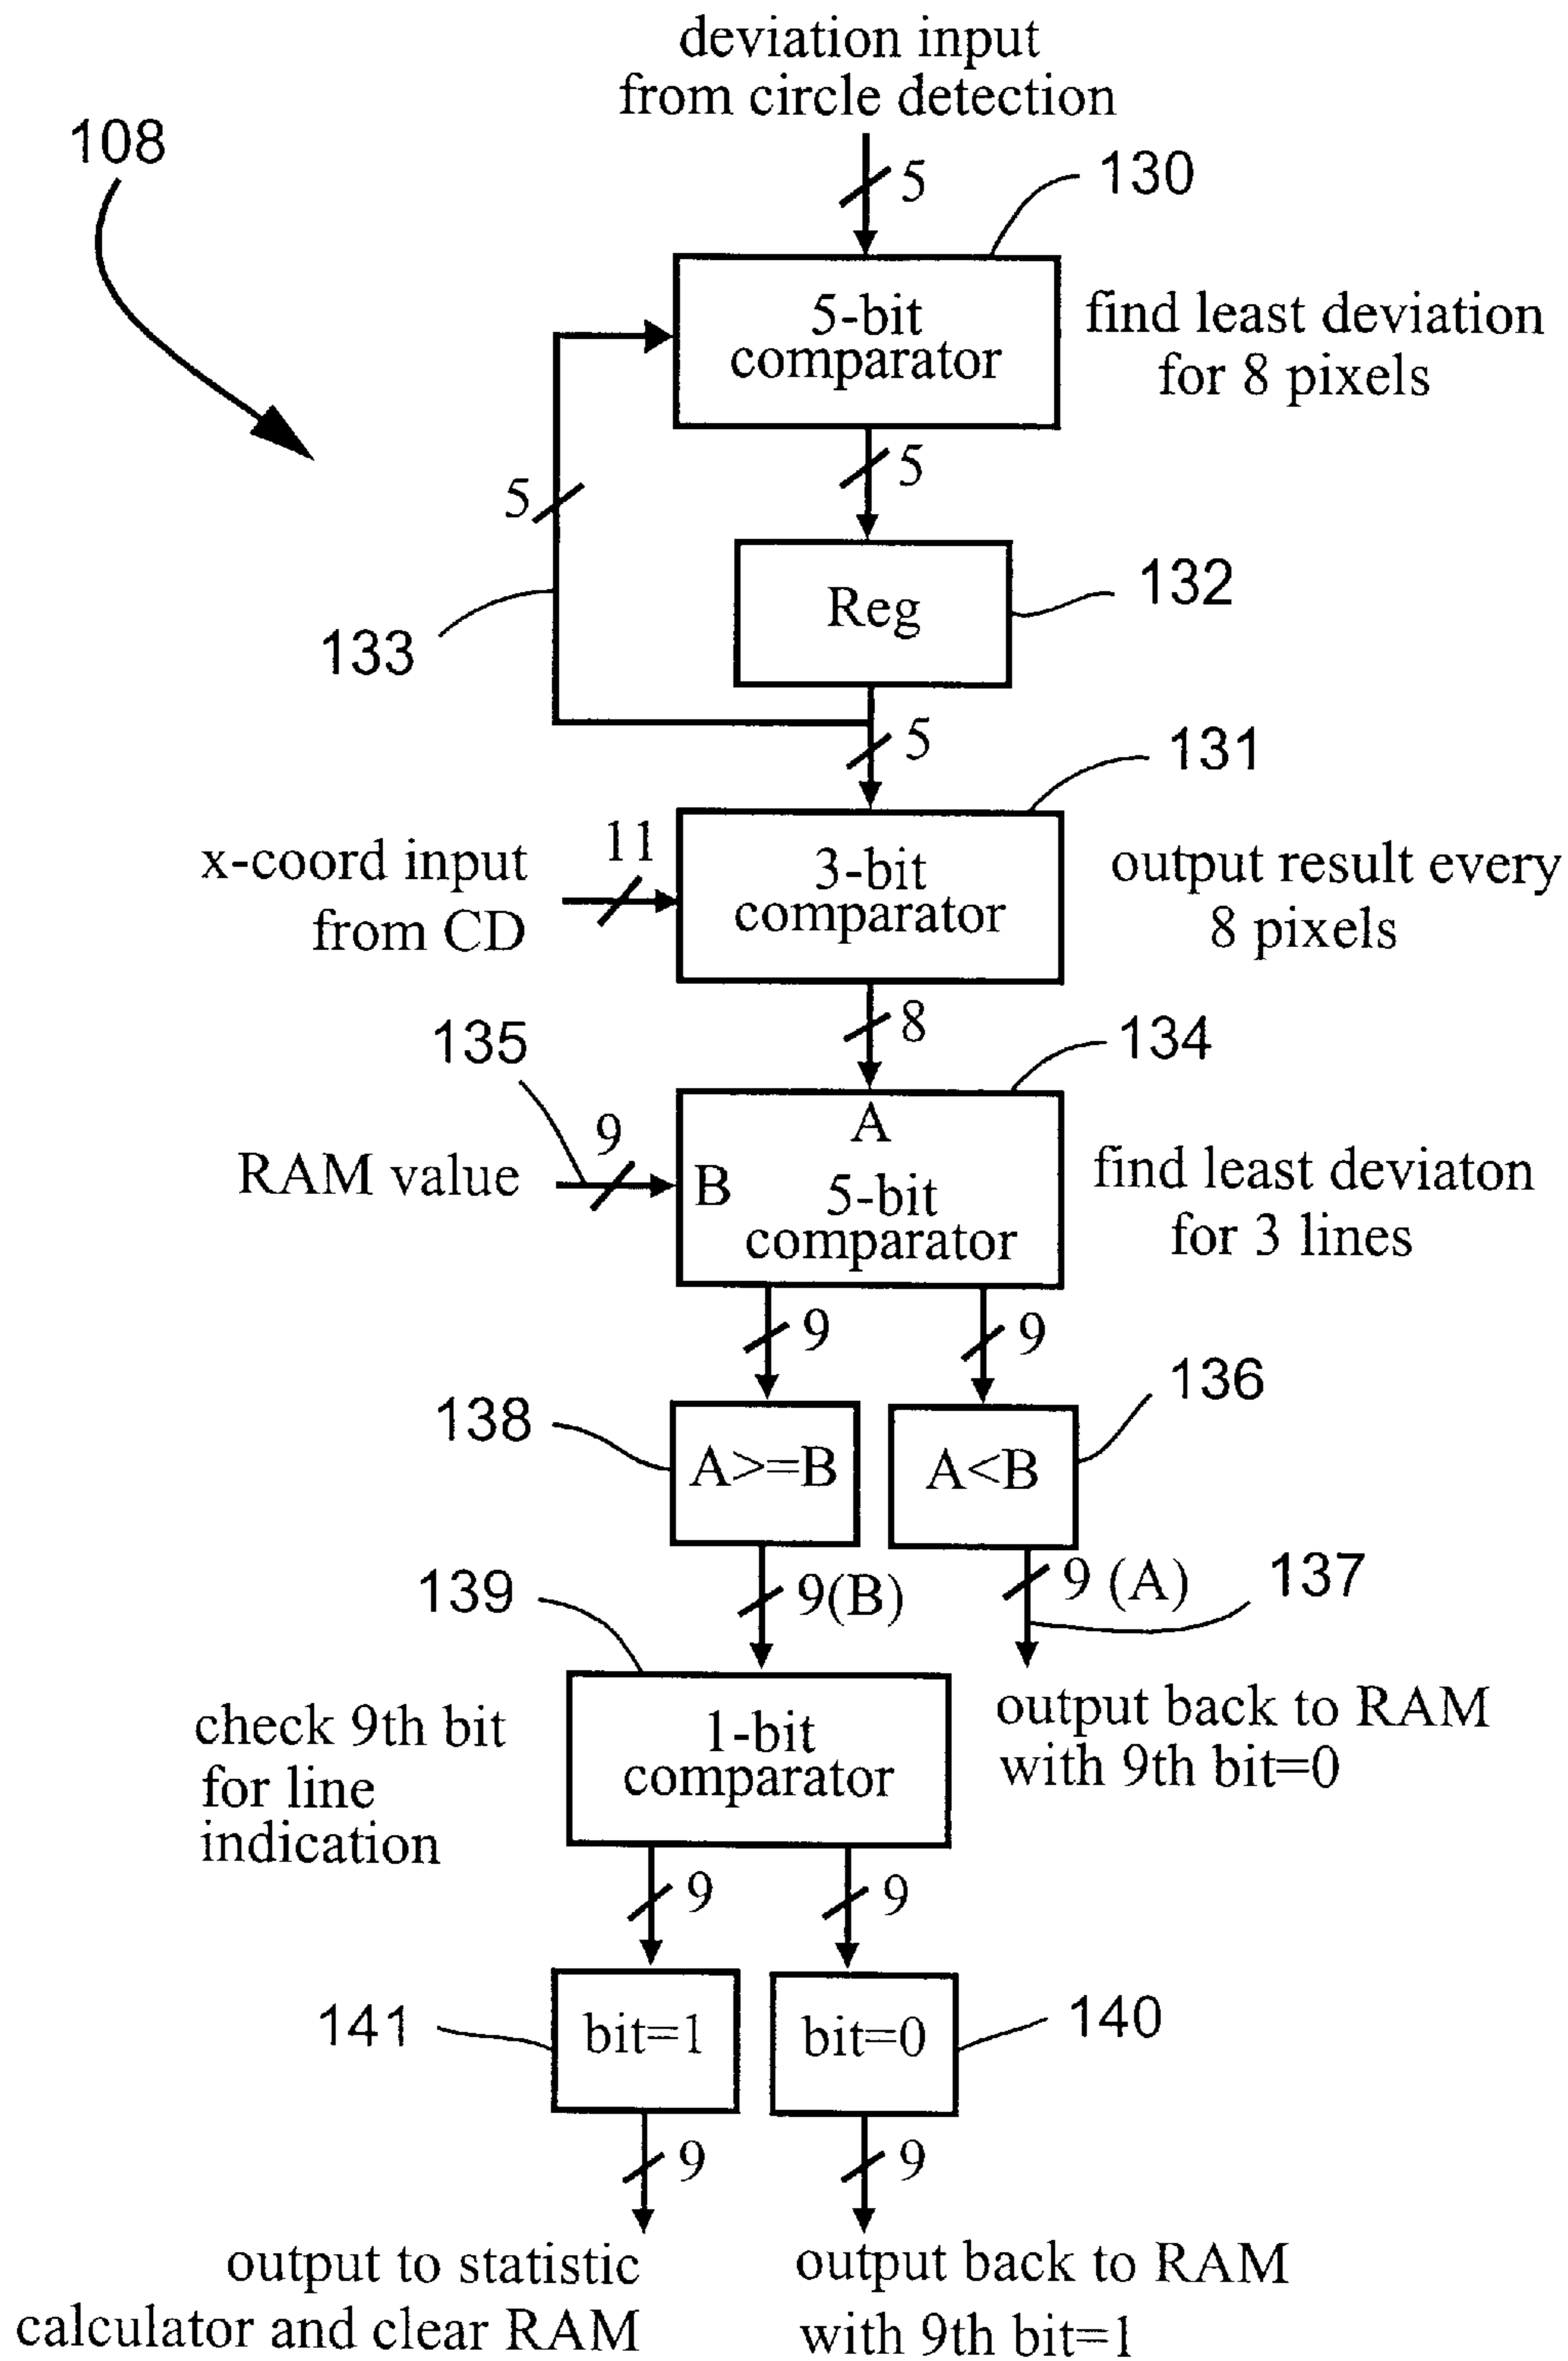 deviation input
from circle detection
108
5
130
5-bit
comparator
find least deviation
for 8 pixels
5
5
Reg
132
133
5
131
x-coord input
from CD
11
3-bit
comparator
output result every
8 pixels
8
135
134
RAM value
9
A
B
5-bit
comparator
find least deviaton
for 3 lines
9
9
138
136
A>=B
A<B
139
9(B)
9 (A)
137
check 9th bit
for line
indication
1-bit
comparator
output back to RAM
with 9th bit=0
9
9
141
bit=1
bit=0
140
9
9
output to statistic
calculator and clear RAM
output back to RAM
with 9th bit=1